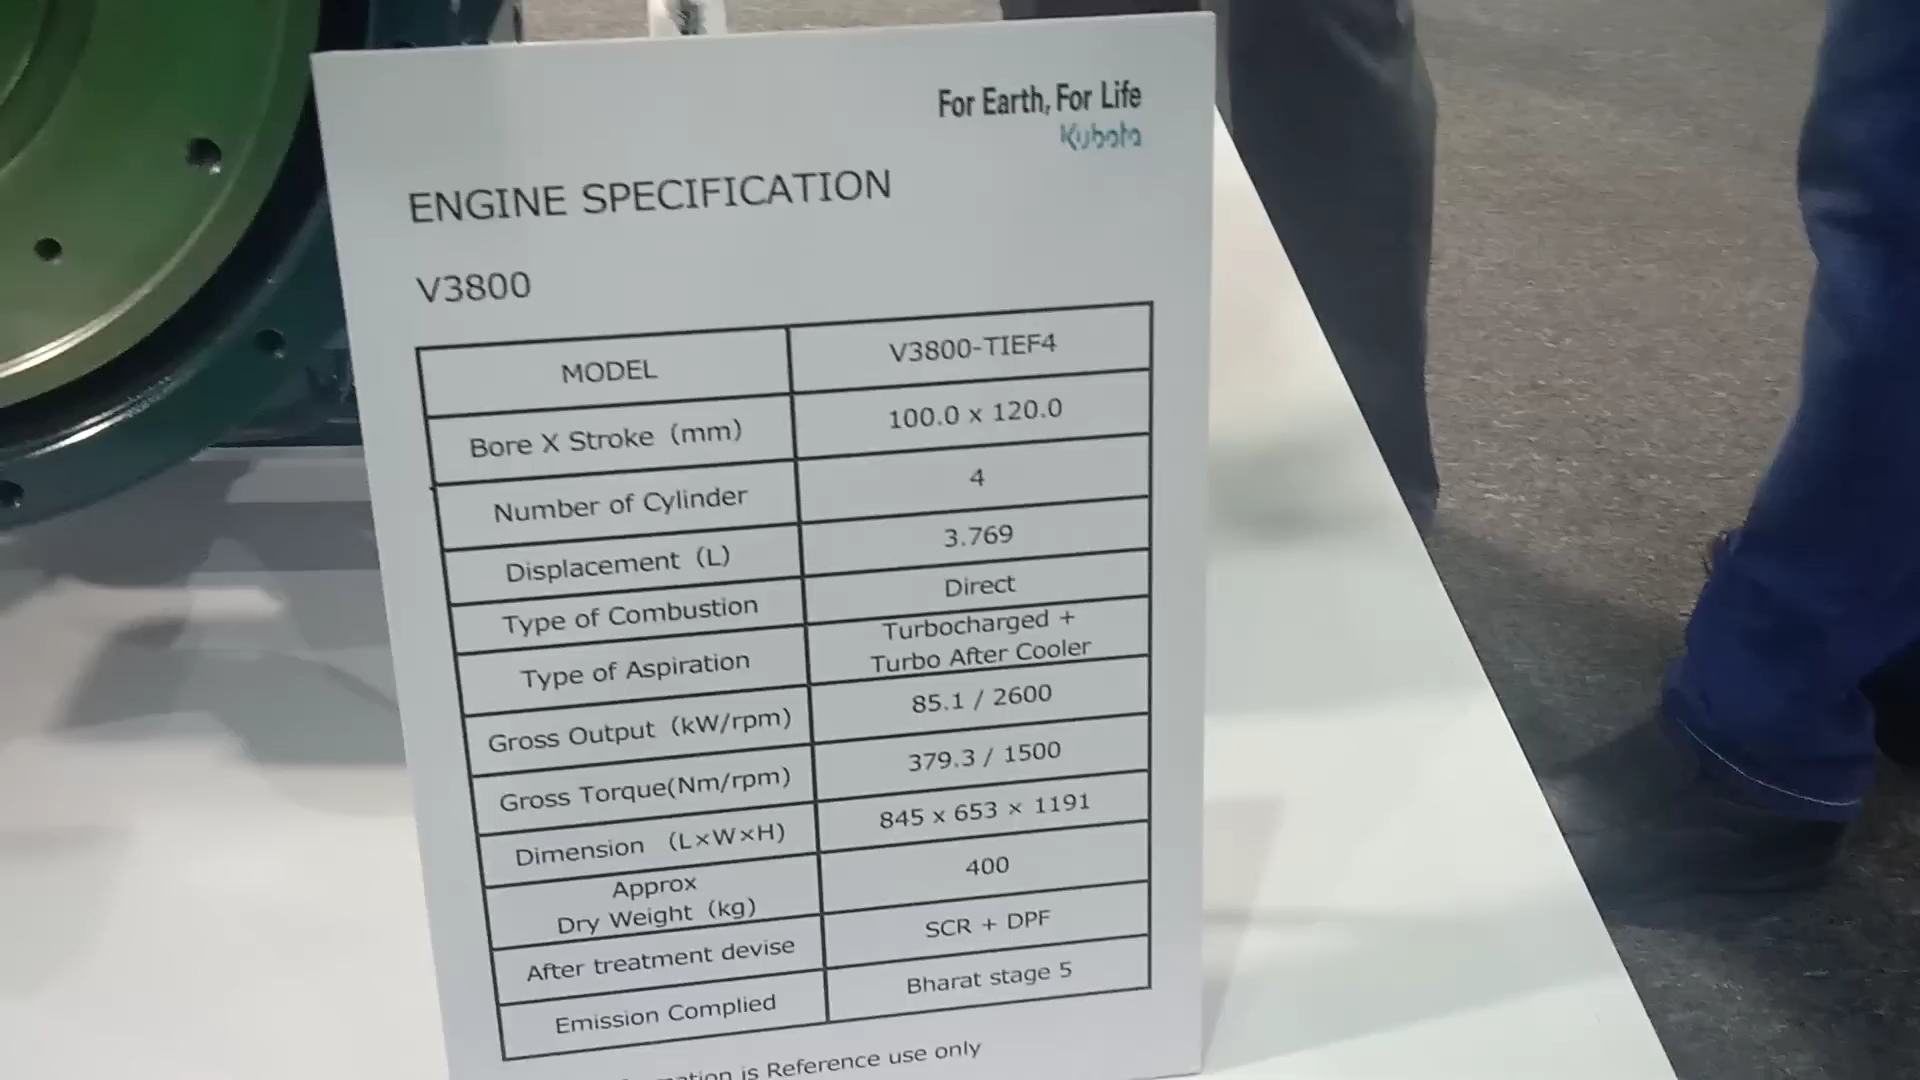 For Earth, For Life
Kubota
ENGINE SPECIFICATION
V3800
MODEL V3800-TIEF4
Bore X Stroke (mm) 100.0 x 120.0
Number of Cylinder 4
Displacement (L) 3.769
Type of Combustion Direct
Type of Aspiration Turbocharged +
Turbo After Cooler
Gross Output (kW/rpm) 85.1 / 2600
Gross Torque(Nm/rpm) 379.3 / 1500
Dimension (L×W×H) 845 x 653 × 1191
Approx
Dry Weight (kg) 400
After treatment devise SCR + DPF
Emission Complied Bharat stage 5
is Reference use only